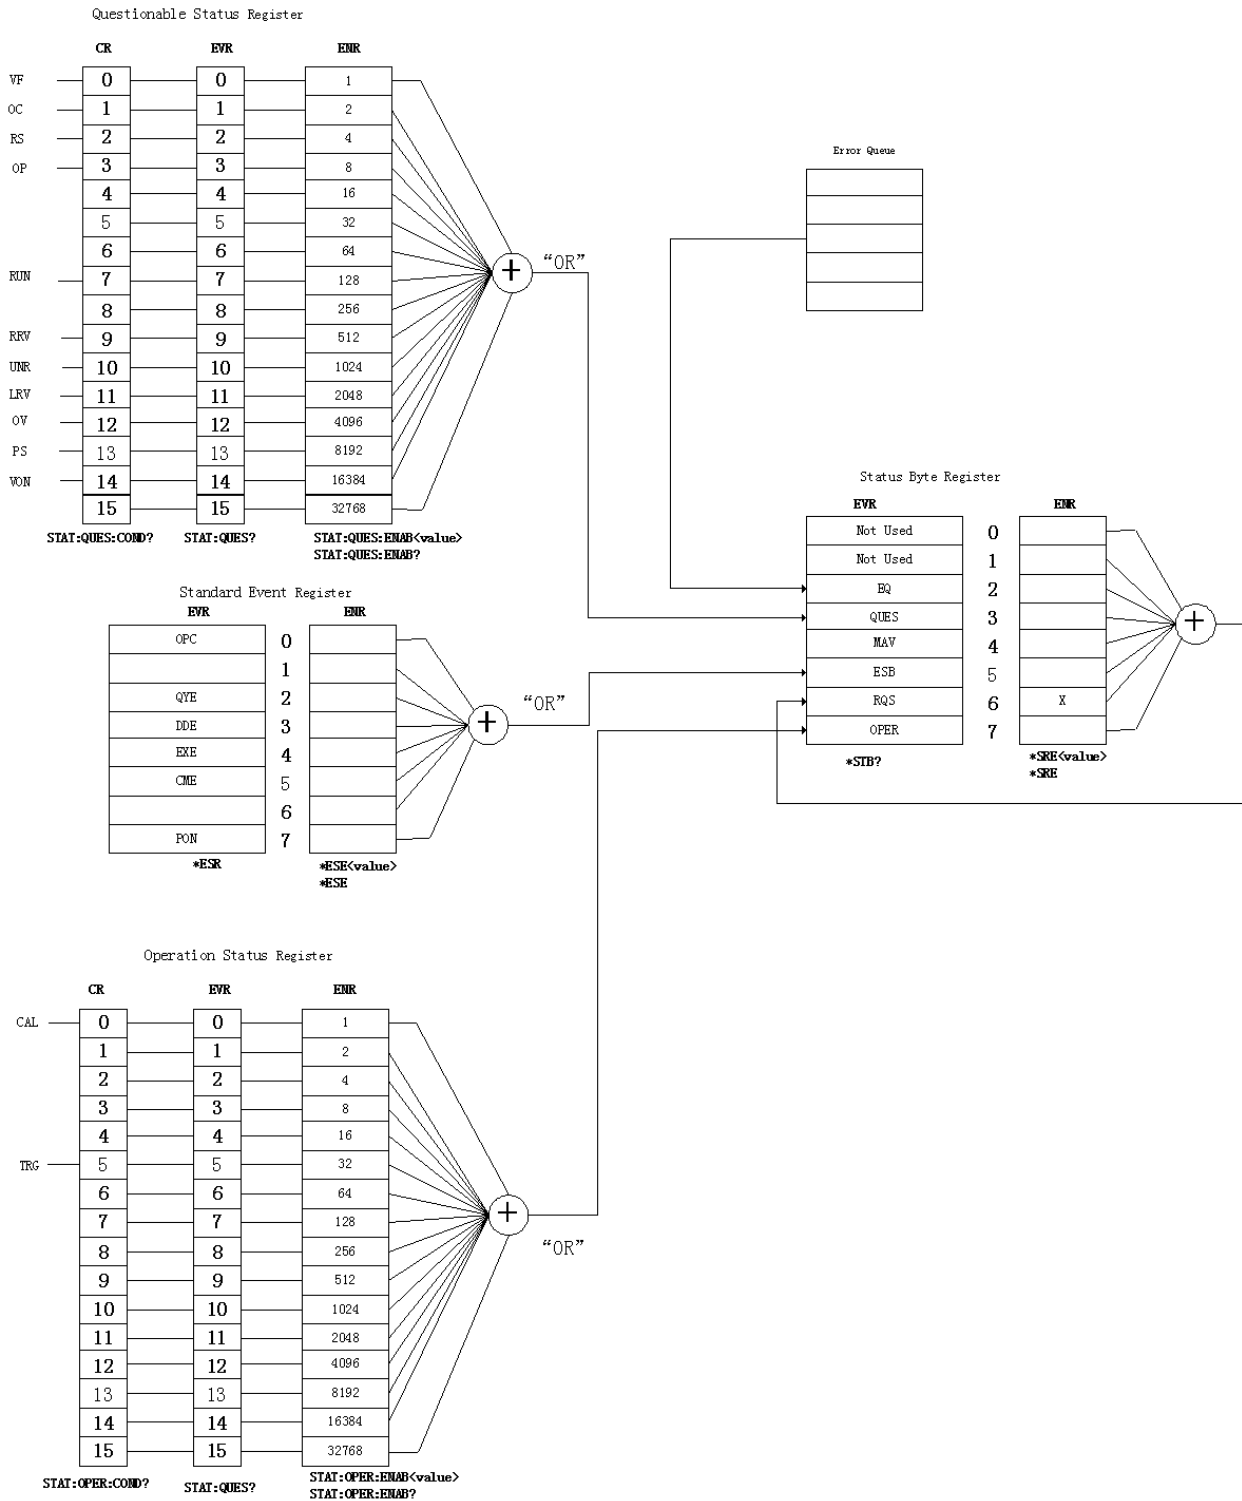 Questionable Status Register
CR EVR ENR
VF 0 0 1
OC 1 1 2
RS 2 2 4
OP 3 3 8
4 4 16
5 5 32
6 6 64
RUN 7 7 128
8 8 256
RRV 9 9 512
UNR 10 10 1024
LRV 11 11 2048
OV 12 12 4096
PS 13 13 8192
VON 14 14 16384
15 15 32768
"OR"
STAT:QUES:COND? STAT:QUES? STAT:QUES:ENAB<value>
STAT:QUES:ENAB?
Error Queue
Standard Event Register
EVR ENR
OPC 0
1
QYE 2
DDE 3
EXE 4
CME 5
6
PON 7
"OR"
*ESR *ESE<value>
*ESE
Status Byte Register
EVR ENR
Not Used 0
Not Used 1
EQ 2
QUES 3
MAV 4
ESB 5
RQS 6 X
OPER 7
*STB? *SRE<value>
*SRE
Operation Status Register
CR EVR ENR
CAL 0 0 1
1 1 2
2 2 4
3 3 8
4 4 16
TRG 5 5 32
6 6 64
7 7 128
8 8 256
9 9 512
10 10 1024
11 11 2048
12 12 4096
13 13 8192
14 14 16384
15 15 32768
"OR"
STAT:OPER:COND? STAT:QUES? STAT:OPER:ENAB<value>
STAT:OPER:ENAB?